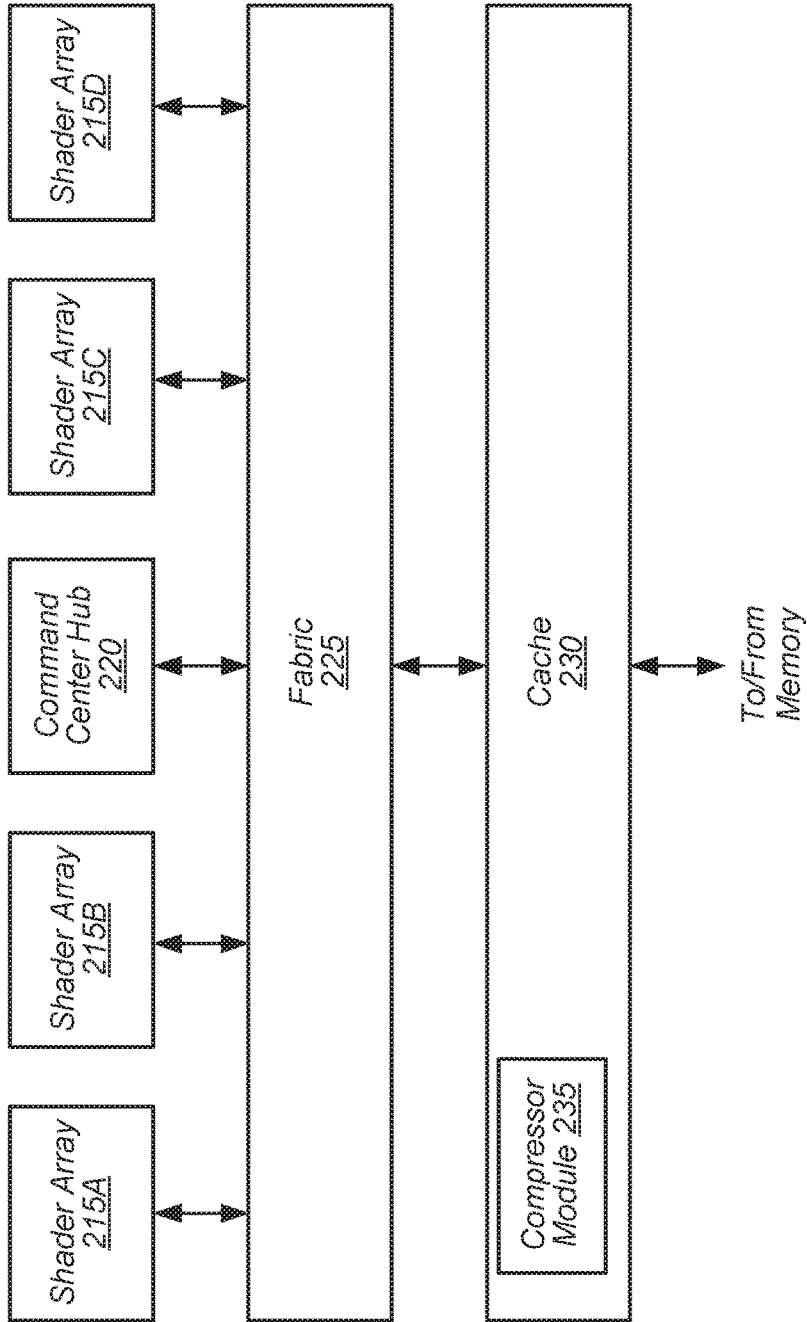 Shader Array
215A
Shader Array
215B
Command
Center Hub
220
Shader Array
215C
Shader Array
215D
Fabric
225
Cache
230
Compressor
Module 235
To/From
Memory